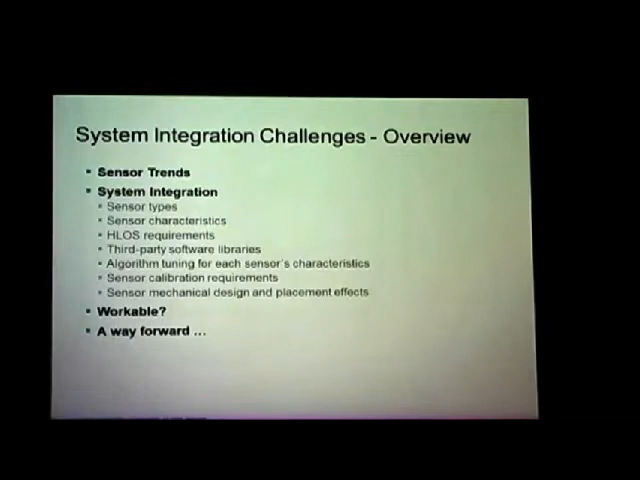 System Integration Challenges - Overview
▪ Sensor Trends
▪ System Integration
▪ Sensor types
▪ Sensor characteristics
▪ HLOS requirements
▪ Third-party software libraries
▪ Algorithm tuning for each sensor's characteristics
▪ Sensor calibration requirements
▪ Sensor mechanical design and placement effects
▪ Workable?
▪ A way forward ...